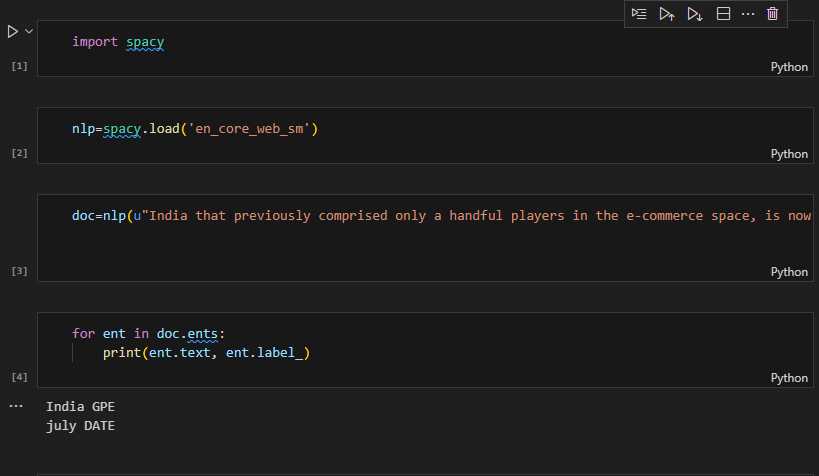 import spacy
[1]
Python
nlp=spacy.load('en_core_web_sm')
[2]
Python
doc=nlp(u"India that previously comprised only a handful players in the e-commerce space, is now
[3]
Python
for ent in doc.ents:
print(ent.text, ent.label_)
[4]
Python
India GPE
july DATE